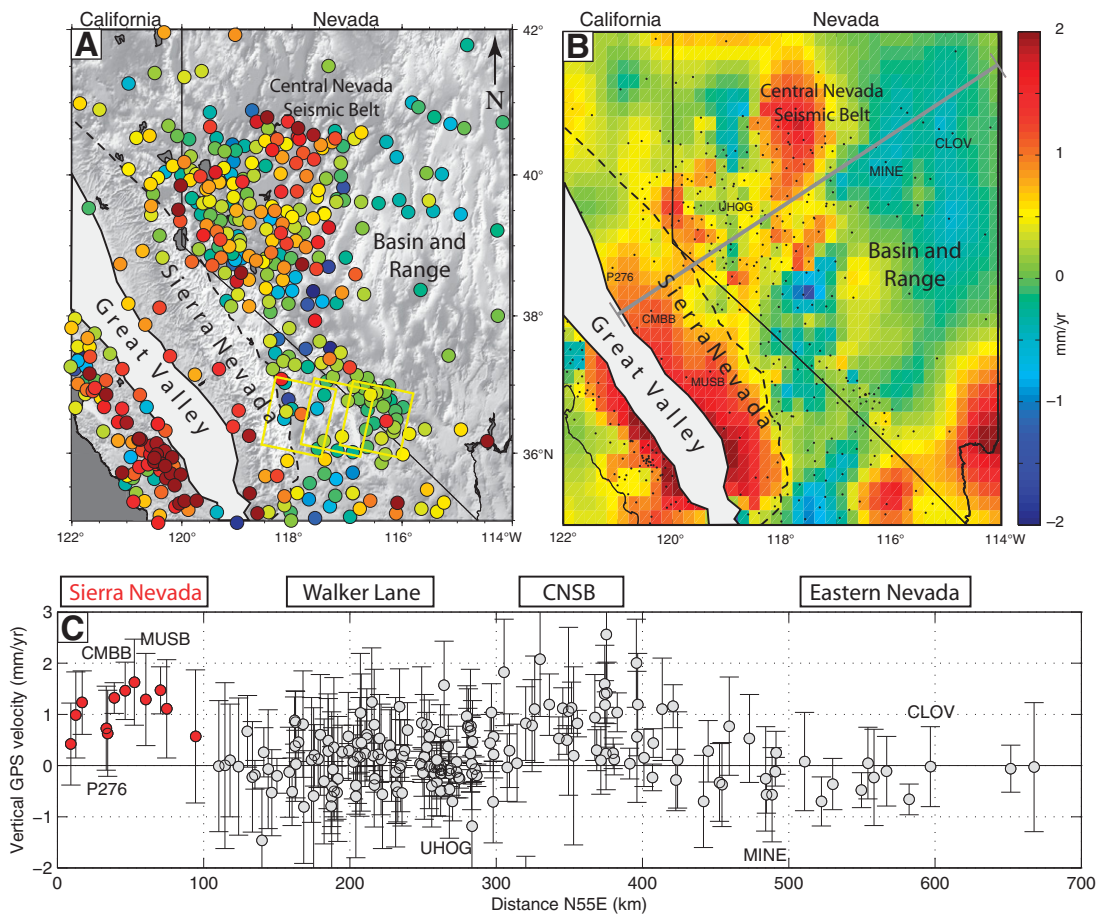 California
Nevada
A
42°
Central Nevada
Seismic Belt
N
40°
Basin and
Range
Sierra Nevada
38°
Great Valley
36°
122
120
118
116
114°W
California
Nevada
B
Central Nevada
Seismic Belt
CLOV
MINE
UHOG
Basin and
Range
P276
Sierra Nevada
CMBB
Great Valley
MUSB
122
120
118
116°
114°W
2
1
0
−1
−2
mm/yr
Sierra Nevada
Walker Lane
CNSB
Eastern Nevada
C
CMBB
MUSB
P276
UHOG
MINE
CLOV
Vertical GPS velocity (mm/yr)
3
2
1
0
−1
−2
0
100
200
300
400
500
600
700
Distance N55E (km)